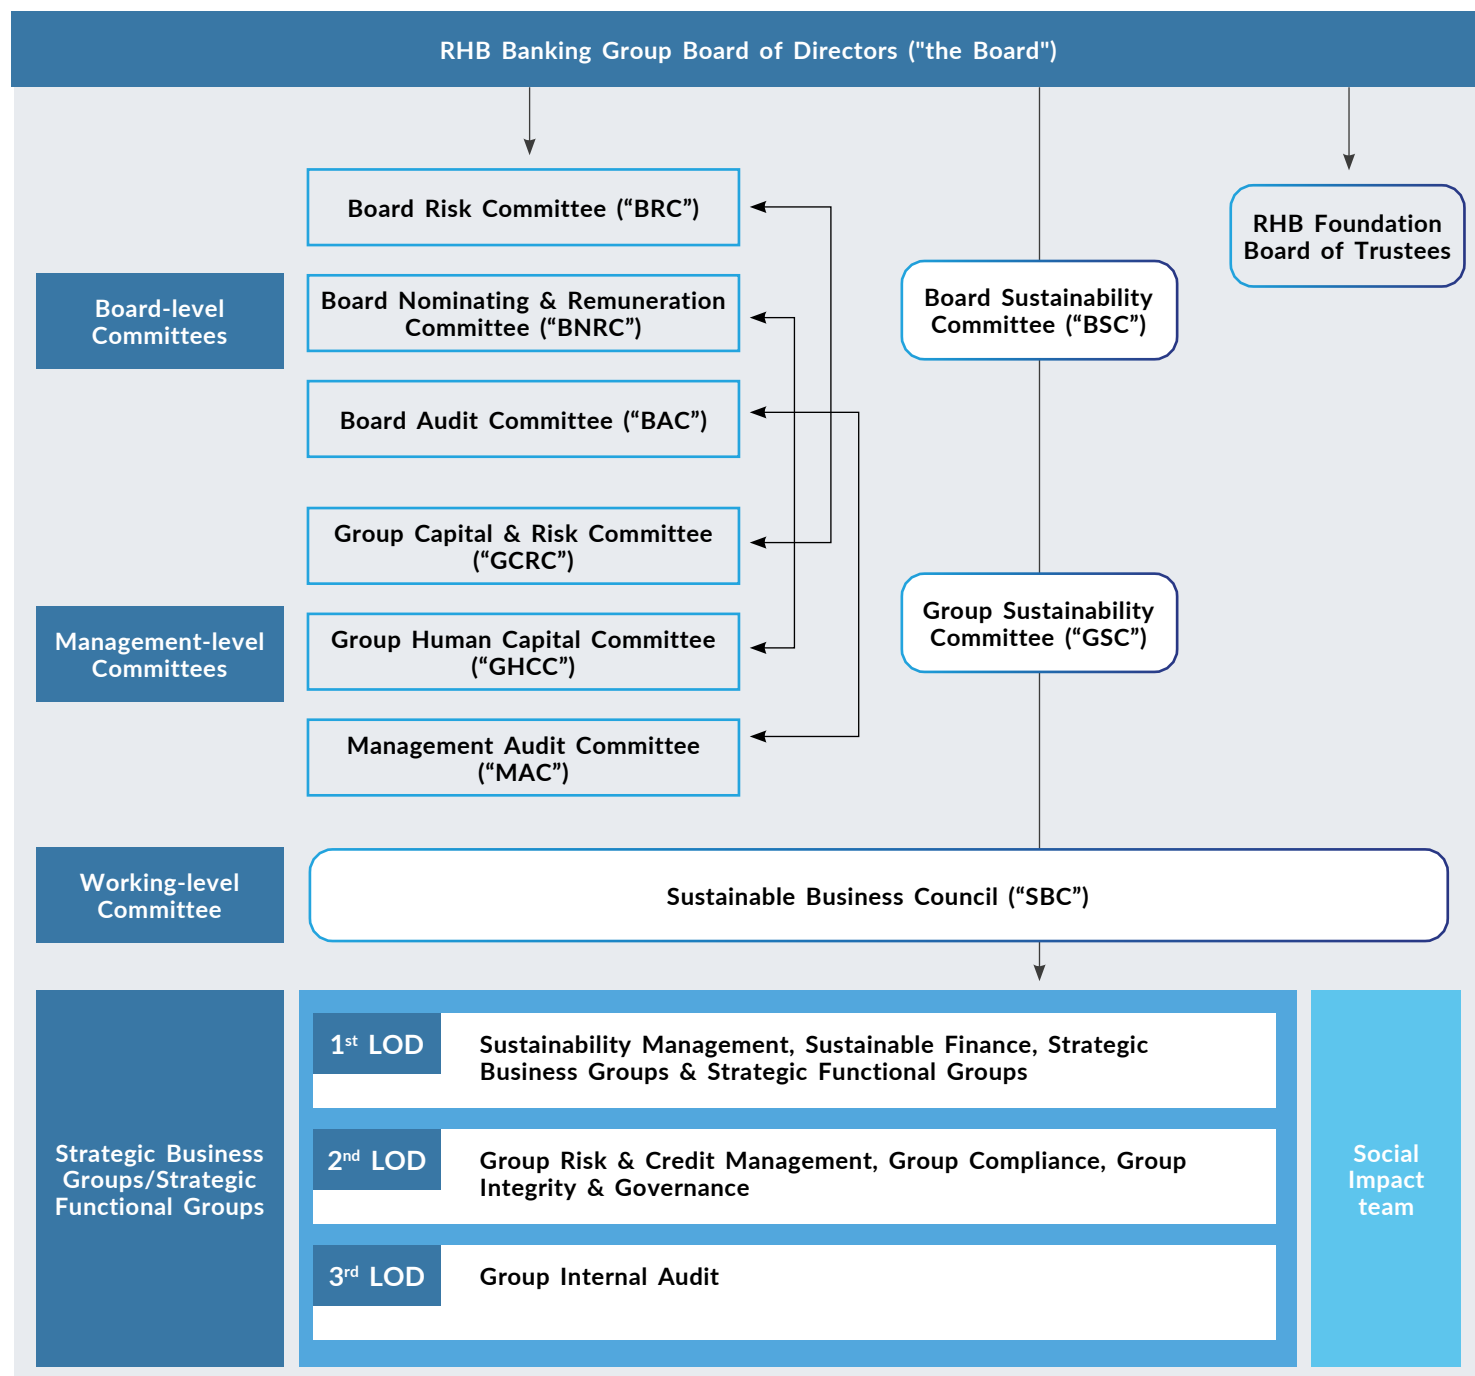 RHB Banking Group Board of Directors ("the Board")
Board Risk Committee (“BRC”)
RHB Foundation
Board of Trustees
Board-level
Committees
Board Nominating & Remuneration
Committee (“BNRC”)
Board Sustainability
Committee (“BSC”)
Board Audit Committee (“BAC”)
Group Capital & Risk Committee
(“GCRC”)
Management-level
Committees
Group Human Capital Committee
(“GHCC”)
Group Sustainability
Committee (“GSC”)
Management Audit Committee
(“MAC”)
Working-level
Committee
Sustainable Business Council (“SBC”)
Strategic Business
Groups/Strategic
Functional Groups
1st LOD
Sustainability Management, Sustainable Finance, Strategic
Business Groups & Strategic Functional Groups
2nd LOD
Group Risk & Credit Management, Group Compliance, Group
Integrity & Governance
3rd LOD
Group Internal Audit
Social
Impact
team